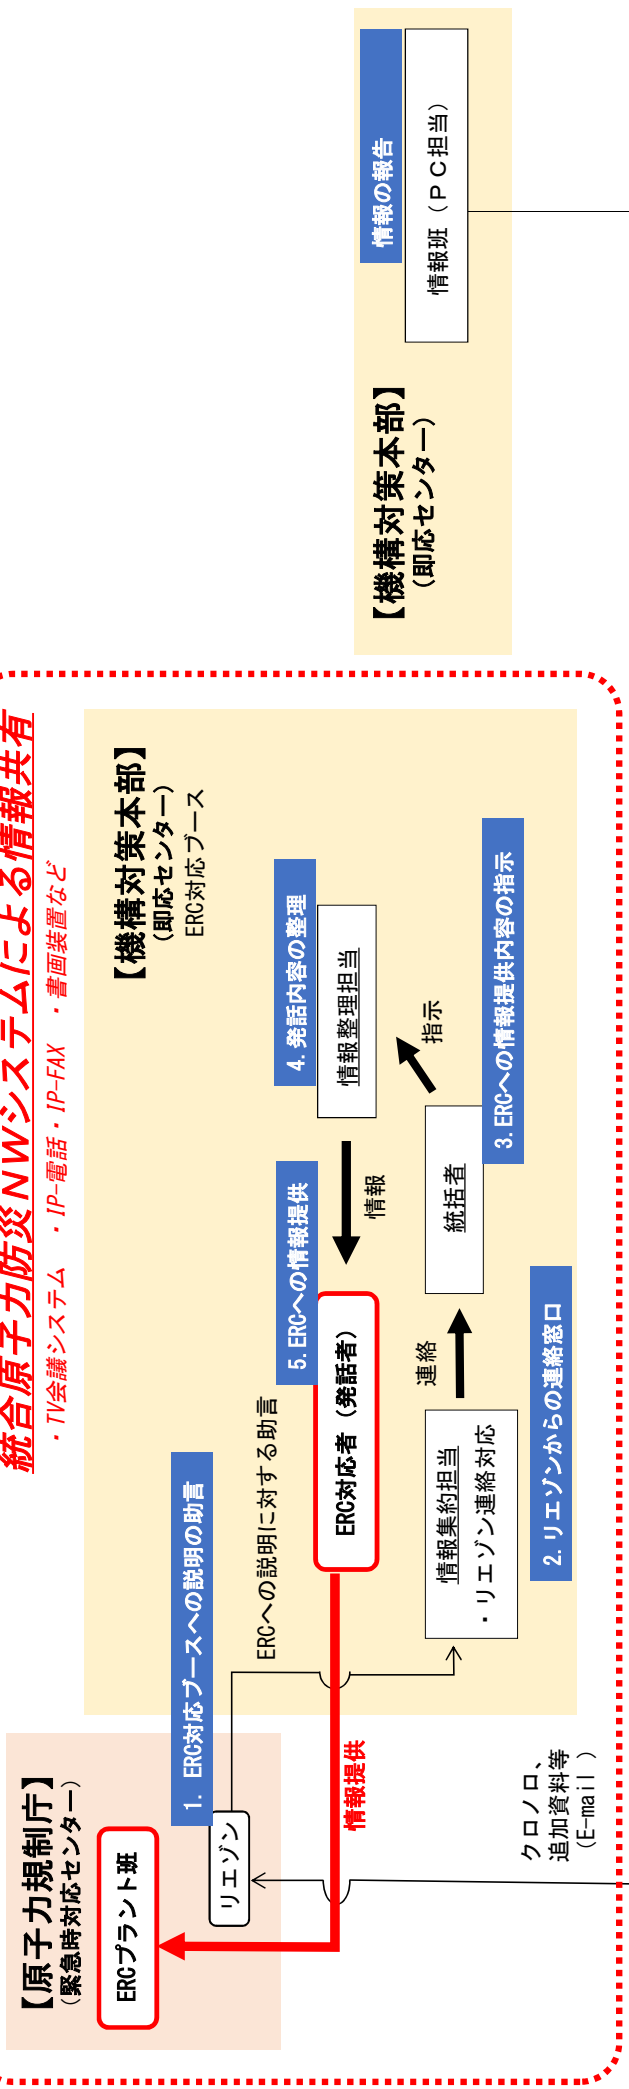 統合原子力防災NWシステムによる情報共有
・TV会議システム　・IP-電話・IP-FAX　・書画装置など
【原子力規制庁】
（緊急時対応センター）
ERCプラント班
リエゾン
1. ERC対応ブースへの説明の助言
ERCへの説明に対する助言
情報提供
クロノロ、
追加資料等
（E-mail ）
【機構対策本部】
（即応センター）
ERC対応ブース
5. ERCへの情報提供
ERC対応者（発話者）
情報
4. 発話内容の整理
情報整理担当
指示
情報集約担当
・リエゾン連絡対応
2. リエゾンからの連絡窓口
連絡
統括者
3. ERCへの情報提供内容の指示
【機構対策本部】
（即応センター）
情報の報告
情報班（ＰＣ担当）